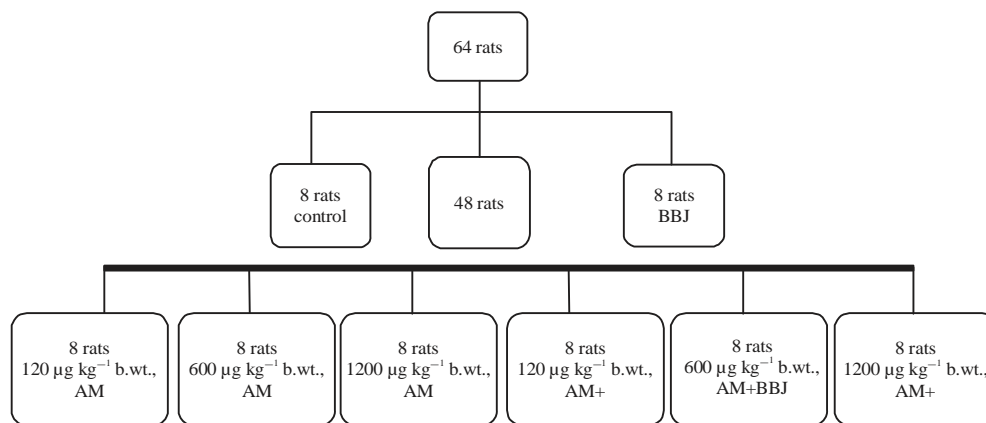 64 rats
8 rats
control
48 rats
8 rats
BBJ
8 rats
120 µg kg⁻¹ b.wt.,
AM
8 rats
600 µg kg⁻¹ b.wt.,
AM
8 rats
1200 µg kg⁻¹ b.wt.,
AM
8 rats
120 µg kg⁻¹ b.wt.,
AM+
8 rats
600 µg kg⁻¹ b.wt.,
AM+BBJ
8 rats
1200 µg kg⁻¹ b.wt.,
AM+